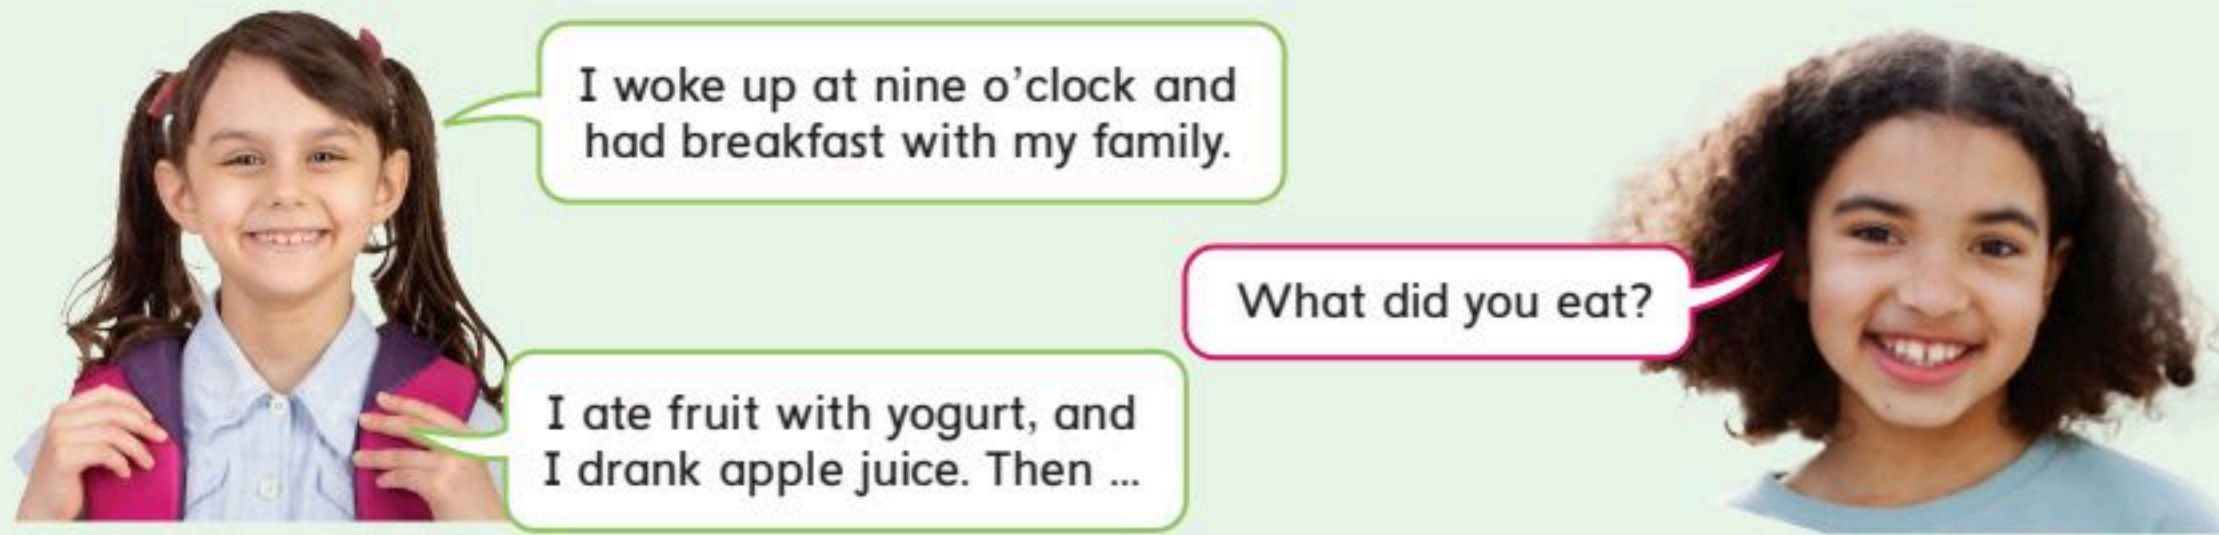 I woke up at nine o'clock and
had breakfast with my family.
What did you eat?
I ate fruit with yogurt, and
I drank apple juice. Then ...